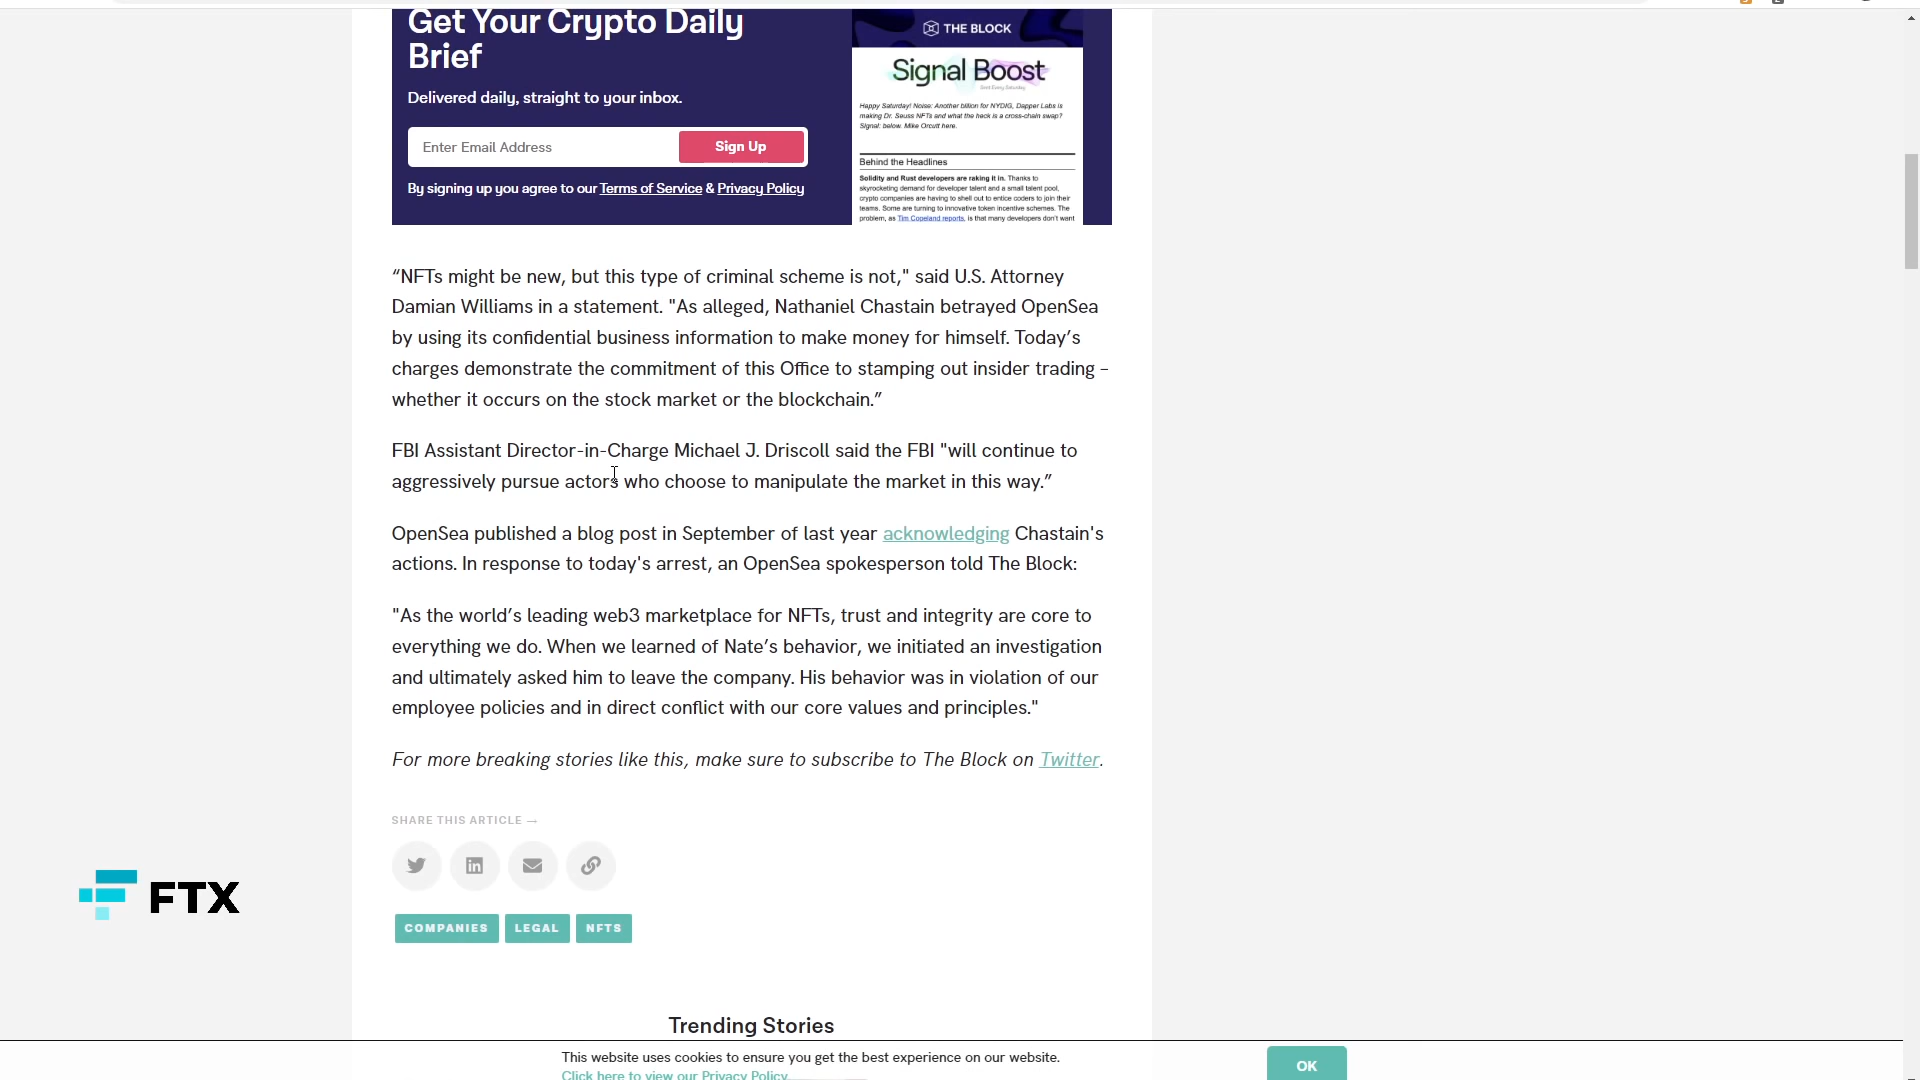 Get Your Crypto Daily
Brief
Delivered daily, straight to your inbox.
Enter Email Address
Sign Up
By signing up you agree to our Terms of Service & Privacy Policy
THE BLOCK
Signal Boost
Sent Every Saturday
Happy Saturday! Noise: Another billion for NYDIG, Dapper Labs is
making Dr. Seuss NFTs and what the heck is a cross-chain swap?
Signal: below. Mike Orcutt here.
Behind the Headlines
Solidity and Rust developers are raking it in. Thanks to
skyrocketing demand for developer talent and a small talent pool,
crypto companies are having to shell out to entice coders to join their
teams. Some are turning to innovative token incentive schemes. The
problem, as Tim Copeland reports, is that many developers don't want
“NFTs might be new, but this type of criminal scheme is not," said U.S. Attorney
Damian Williams in a statement. "As alleged, Nathaniel Chastain betrayed OpenSea
by using its confidential business information to make money for himself. Today’s
charges demonstrate the commitment of this Office to stamping out insider trading –
whether it occurs on the stock market or the blockchain.”
FBI Assistant Director-in-Charge Michael J. Driscoll said the FBI "will continue to
aggressively pursue actors who choose to manipulate the market in this way.”
OpenSea published a blog post in September of last year acknowledging Chastain's
actions. In response to today's arrest, an OpenSea spokesperson told The Block:
"As the world’s leading web3 marketplace for NFTs, trust and integrity are core to
everything we do. When we learned of Nate’s behavior, we initiated an investigation
and ultimately asked him to leave the company. His behavior was in violation of our
employee policies and in direct conflict with our core values and principles."
For more breaking stories like this, make sure to subscribe to The Block on Twitter.
SHARE THIS ARTICLE →
FTX
COMPANIES
LEGAL
NFTS
Trending Stories
This website uses cookies to ensure you get the best experience on our website.
Click here to view our Privacy Policy.
OK